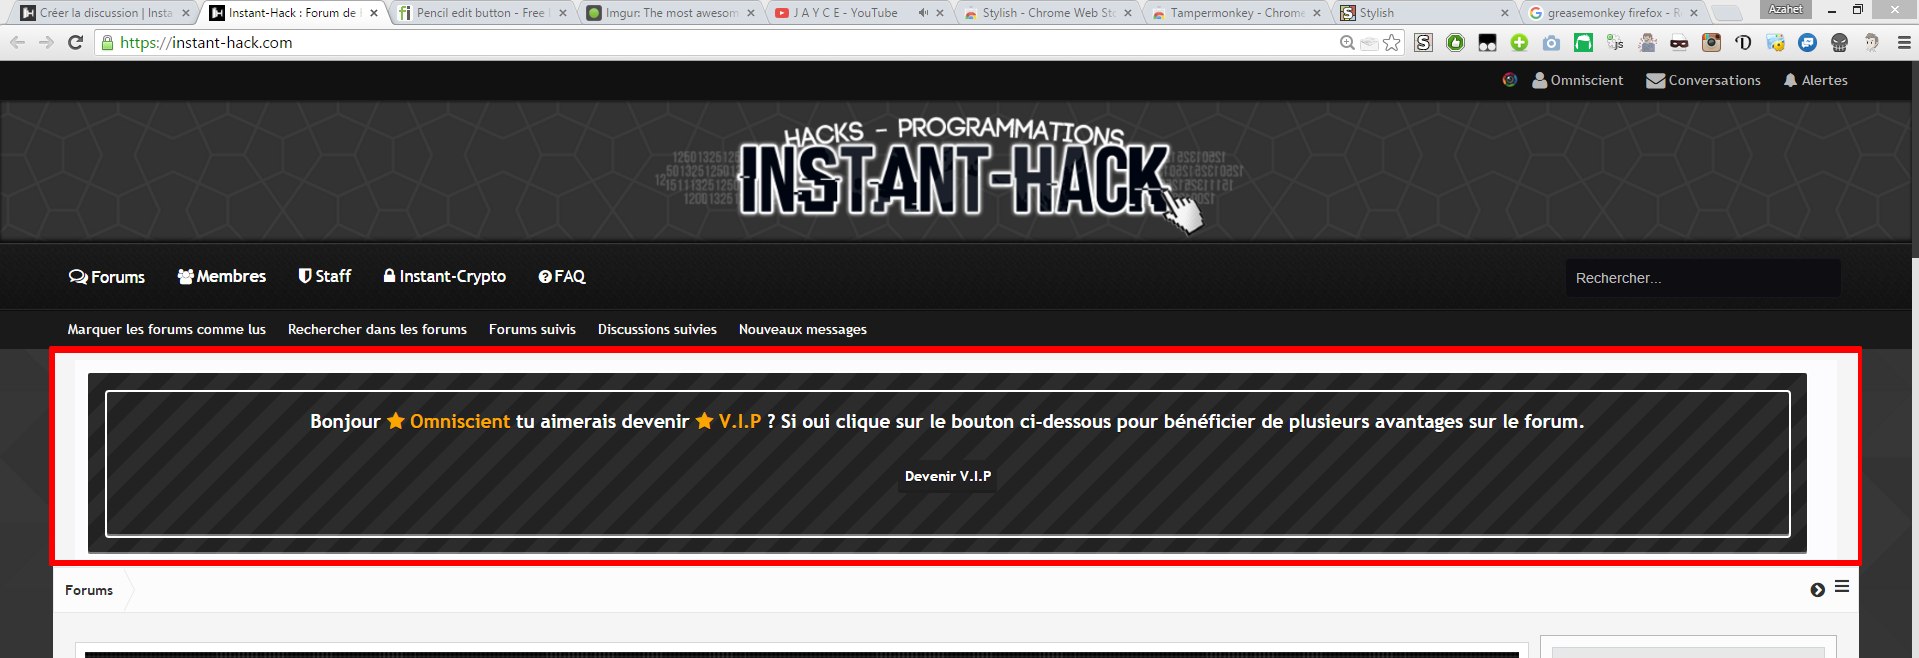 Créer la discussion | Insta
Instant-Hack : Forum de
Pencil edit button - Free
Imgur: The most awesom
J A Y C E - YouTube
Stylish - Chrome Web Sto
Tampermonkey - Chrome
Stylish
greasemonkey firefox - R
Azahet
https://instant-hack.com
Omniscient
Conversations
Alertes
HACKS - PROGRAMMATIONS
INSTANT-HACK
Forums
Membres
Staff
Instant-Crypto
FAQ
Rechercher...
Marquer les forums comme lus
Rechercher dans les forums
Forums suivis
Discussions suivies
Nouveaux messages
Bonjour Omniscient tu aimerais devenir V.I.P ? Si oui clique sur le bouton ci-dessous pour bénéficier de plusieurs avantages sur le forum.
Devenir V.I.P
Forums